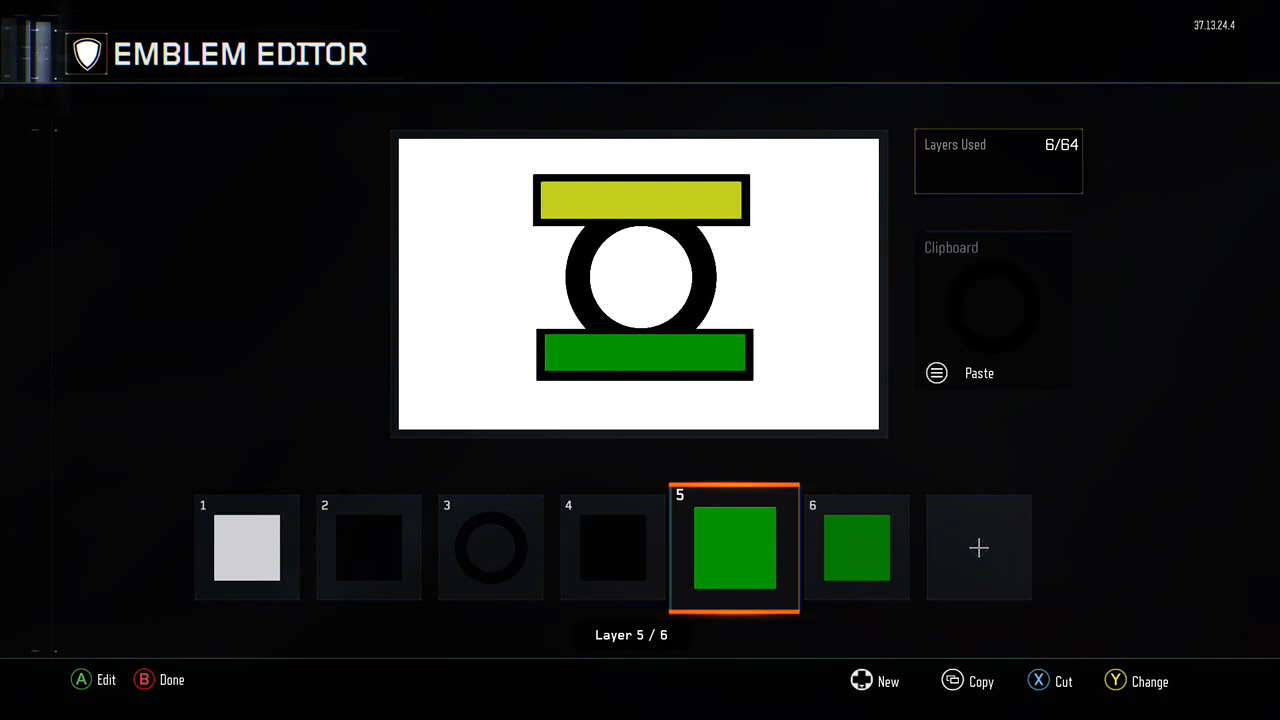 37.13.24.4
EMBLEM EDITOR
Layers Used 6/64
Clipboard
Paste
1 2 3 4 5 6
Layer 5 / 6
A Edit B Done New Copy X Cut Y Change